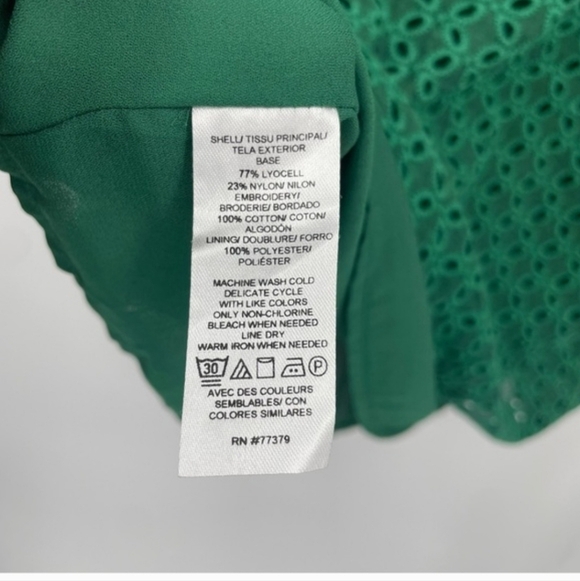 SHELL/ TISSU PRINCIPAL/
TELA EXTERIOR
BASE
77% LYOCELL
23% NYLON/ NILON
EMBROIDERY/
BRODERIE/ BORDADO
100% COTTON/ COTON/
ALGODÓN
LINING/ DOUBLURE/ FORRO
100% POLYESTER/
POLIÉSTER
MACHINE WASH COLD
DELICATE CYCLE
WITH LIKE COLORS
ONLY NON-CHLORINE
BLEACH WHEN NEEDED
LINE DRY
WARM IRON WHEN NEEDED
30 P
AVEC DES COULEURS
SEMBLABLES/ CON
COLORES SIMILARES
RN #77379